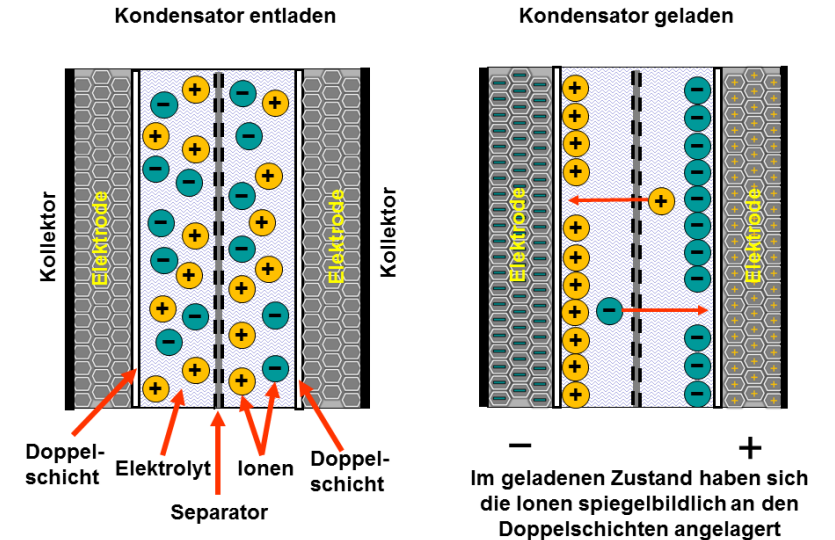 Kondensator entladen
Kondensator geladen
Kollektor
Elektrode
Elektrode
Kollektor
Elektrode
Elektrode
Doppel-
schicht
Elektrolyt
Separator
Ionen
Doppel-
schicht
− +
Im geladenen Zustand haben sich
die Ionen spiegelbildlich an den
Doppelschichten angelagert